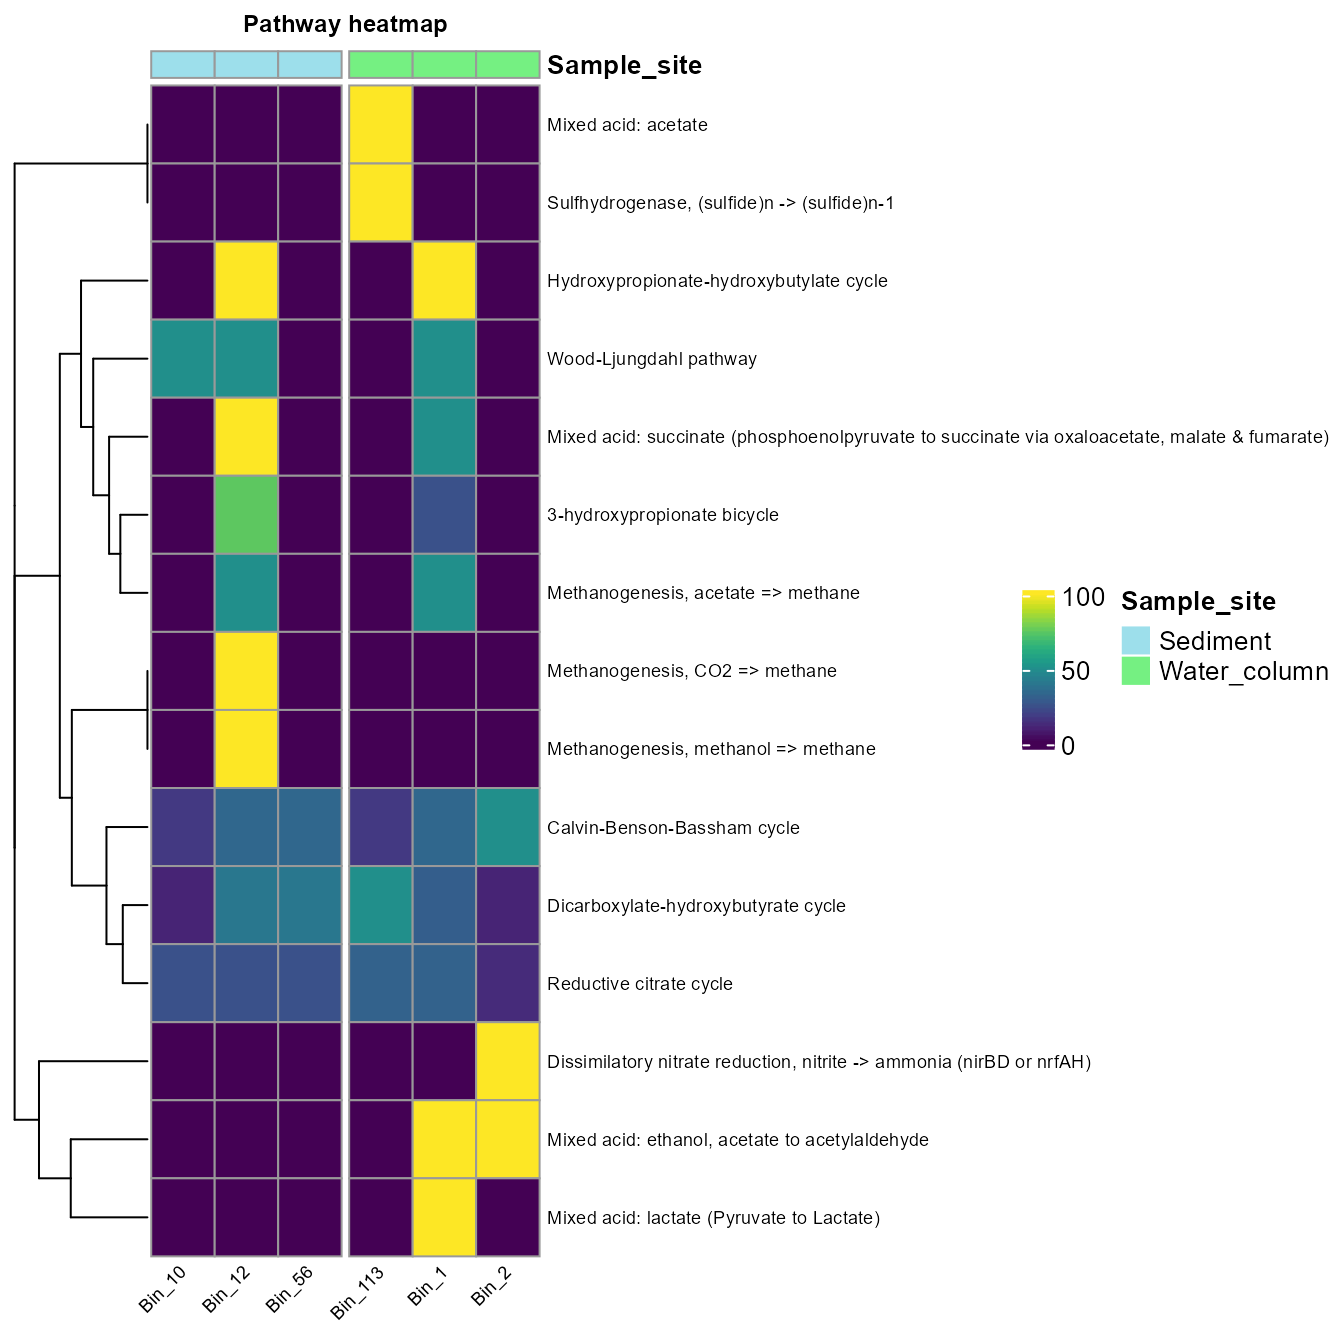 Pathway heatmap
Sample_site
Mixed acid: acetate
Sulfhydrogenase, (sulfide)n -> (sulfide)n-1
Hydroxypropionate-hydroxybutylate cycle
Wood-Ljungdahl pathway
Mixed acid: succinate (phosphoenolpyruvate to succinate via oxaloacetate, malate & fumarate)
3-hydroxypropionate bicycle
Methanogenesis, acetate => methane
Methanogenesis, CO2 => methane
Methanogenesis, methanol => methane
Calvin-Benson-Bassham cycle
Dicarboxylate-hydroxybutyrate cycle
Reductive citrate cycle
Dissimilatory nitrate reduction, nitrite -> ammonia (nirBD or nrfAH)
Mixed acid: ethanol, acetate to acetylaldehyde
Mixed acid: lactate (Pyruvate to Lactate)
Bin_10
Bin_12
Bin_56
Bin_113
Bin_1
Bin_2
100
50
0
Sample_site
Sediment
Water_column